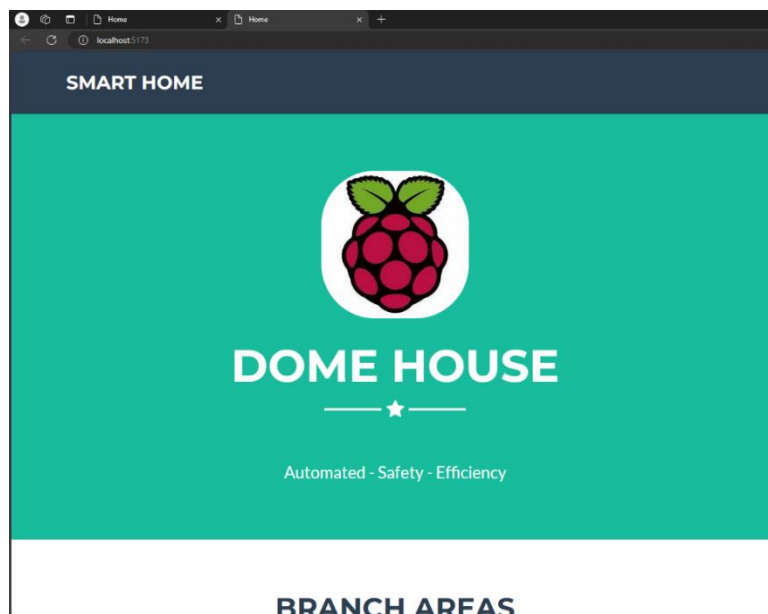 Home
Home
localhost:5173
SMART HOME
DOME HOUSE
Automated - Safety - Efficiency
BRANCH AREAS